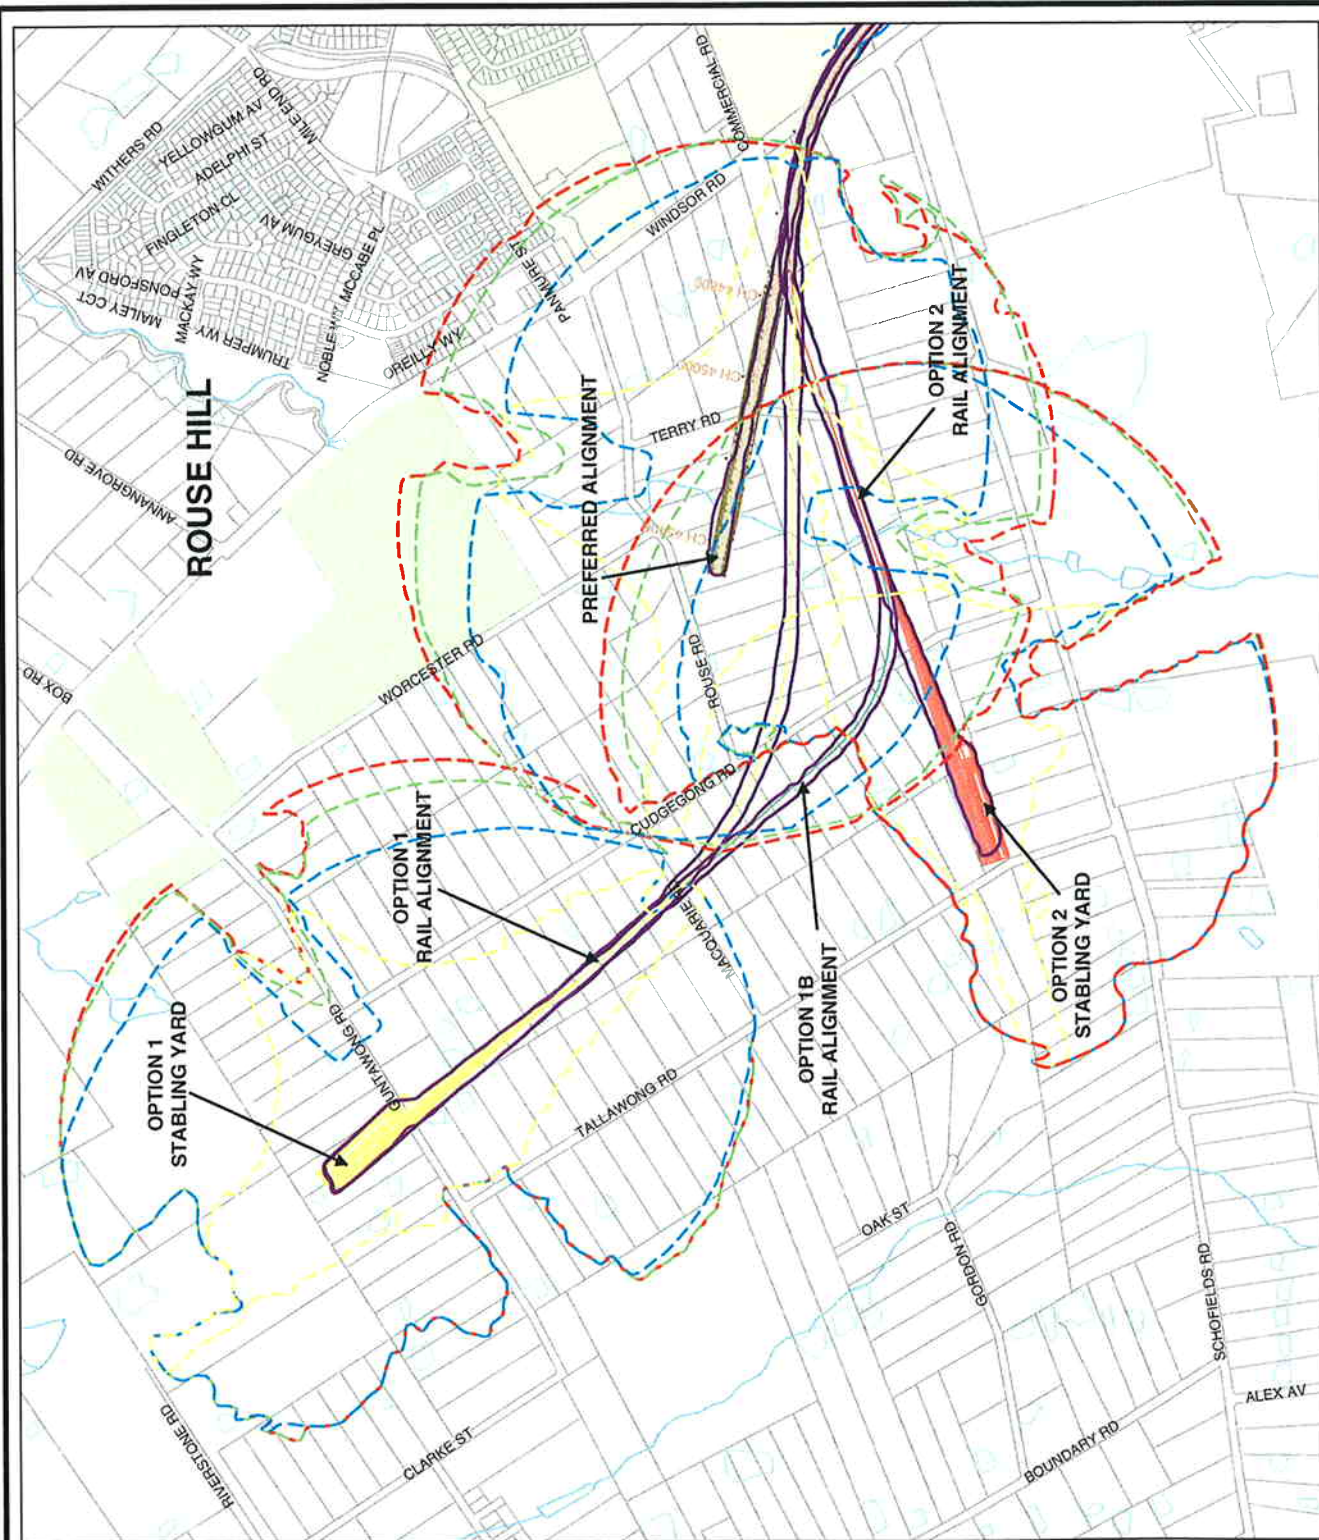 WITHERS RD
YELLOWGUM AV
ADELPHI ST
MILE END RD
FINGLETON CL
GREYGUM AV
MCCABE PL
PONSFORD AV
MAILEY CCT
MACKAY WY
TRUMPER WY
OREILLY WY
PANMURE ST
COMMERCIAL RD
WINDSOR RD
ANNANGROVE RD
ROUSE HILL
BOX RD
WORCESTER RD
PREFERRED ALIGNMENT
TERRY RD
CH 45000
OPTION 2
RAIL ALIGNMENT
ROUSE RD
CUDGEGONG RD
OPTION 1
RAIL ALIGNMENT
MACQUARIE
OPTION 1
STABLING YARD
GUNTAWONG RD
TALLAWONG RD
OPTION 1B
RAIL ALIGNMENT
OPTION 2
STABLING YARD
OAK ST
GORDON RD
SCHOFIELDS RD
ALEX AV
BOUNDARY RD
CLARKE ST
RIVERSTONE RD